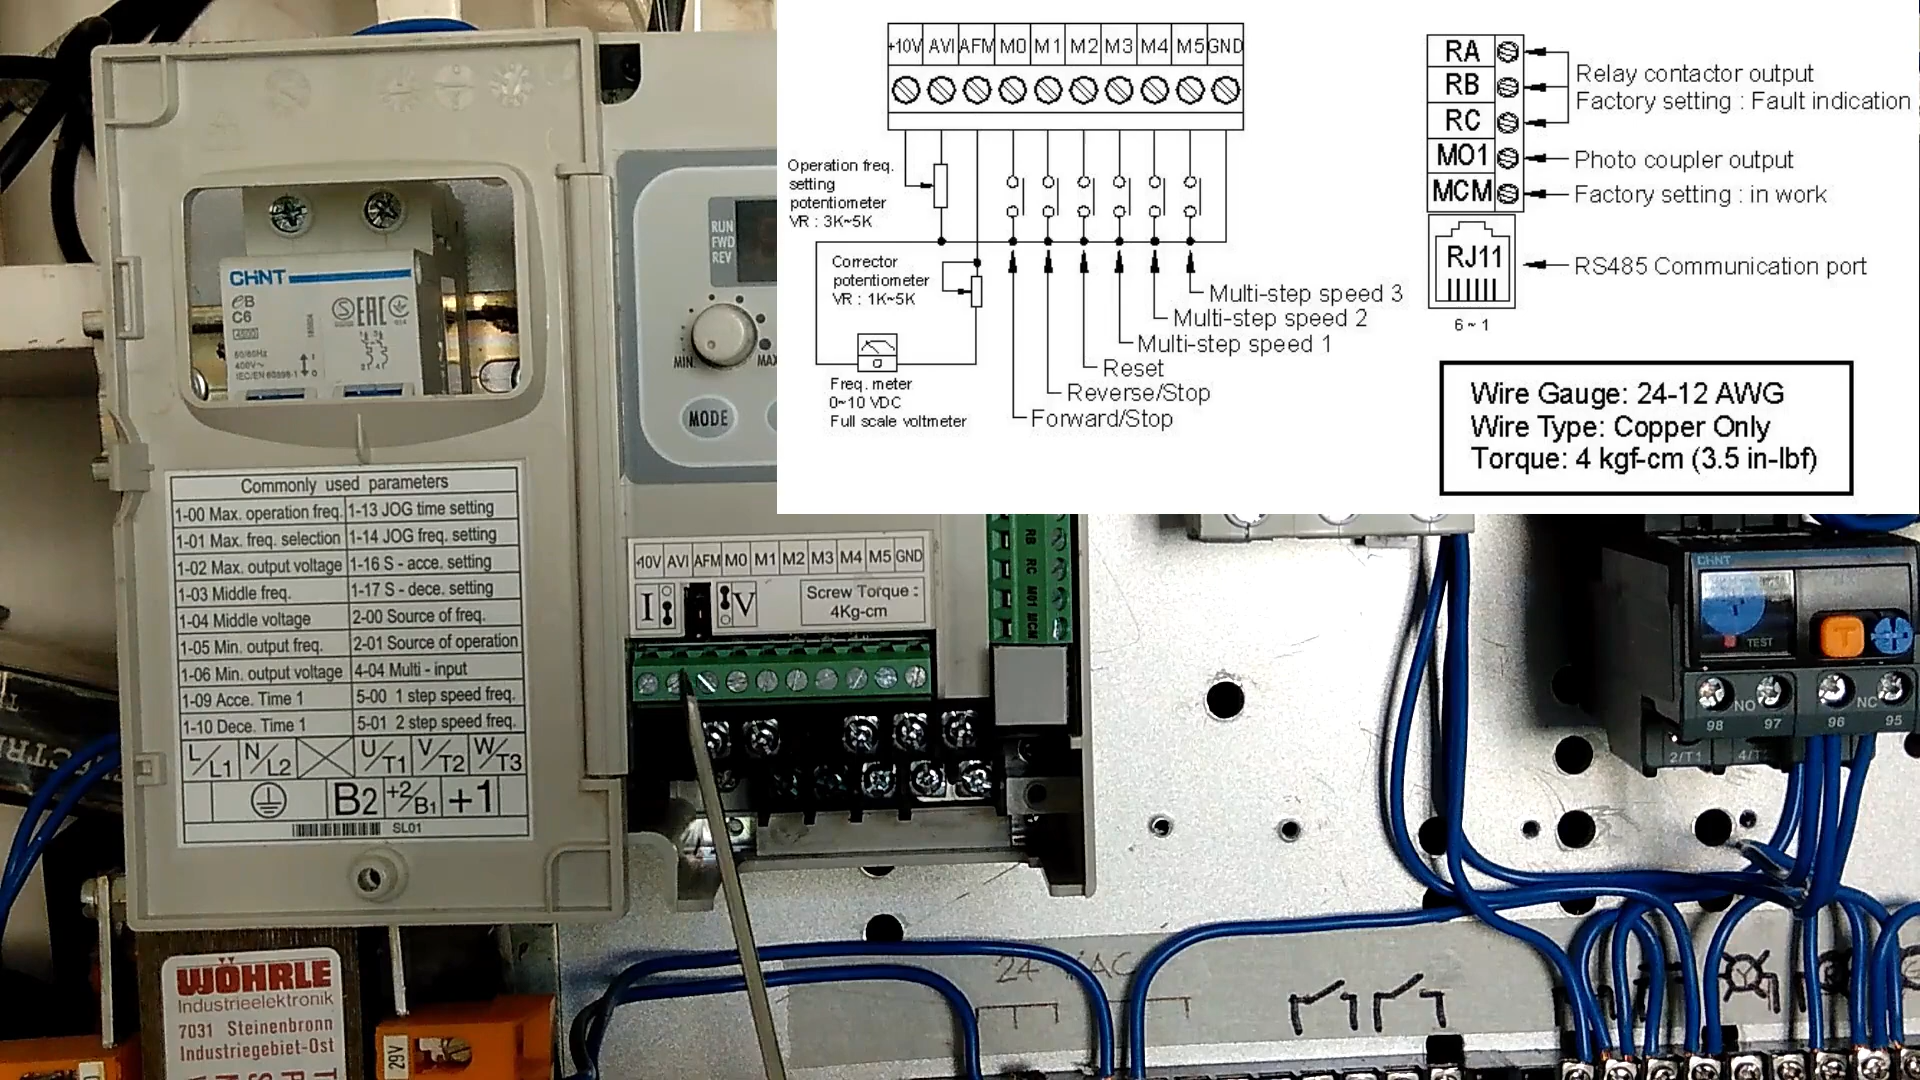 +10V AVI AFM M0 M1 M2 M3 M4 M5 GND
Operation freq.
setting
potentiometer
VR : 3K~5K
Corrector
potentiometer
VR : 1K~5K
Freq. meter
0~10 VDC
Full scale voltmeter
Multi-step speed 3
Multi-step speed 2
Multi-step speed 1
Reset
Reverse/Stop
Forward/Stop
RA
RB
RC
MO1
MCM
Relay contactor output
Factory setting : Fault indication
Photo coupler output
Factory setting : in work
RJ11
6 ~ 1
RS485 Communication port
Wire Gauge: 24-12 AWG
Wire Type: Copper Only
Torque: 4 kgf-cm (3.5 in-lbf)
CHNT
eB
C6
400V~
EAC
RUN
FWD
REV
MIN.
MAX
MODE
Commonly used parameters
1-00 Max. operation freq. 1-13 JOG time setting
1-01 Max. freq. selection 1-14 JOG freq. setting
1-02 Max. output voltage 1-16 S - acce. setting
1-03 Middle freq. 1-17 S - dece. setting
1-04 Middle voltage 2-00 Source of freq.
1-05 Min. output freq. 2-01 Source of operation
1-06 Min. output voltage 4-04 Multi - input
1-09 Acce. Time 1 5-00 1 step speed freq.
1-10 Dece. Time 1 5-01 2 step speed freq.
L/L1 N/L2 U/T1 V/T2 W/T3
B2 +2/B1 +1
SL01
+10V AVI AFM M0 M1 M2 M3 M4 M5 GND
I V
Screw Torque :
4Kg-cm
RB
RC
MO1
MCM
CHNT
TEST
98 NO 97 96 NC 95
2/T1 4/T2
24 VAC
WÖHRLE
Industrieelektronik
7031 Steinenbronn
Industriegebiet-Ost
29V